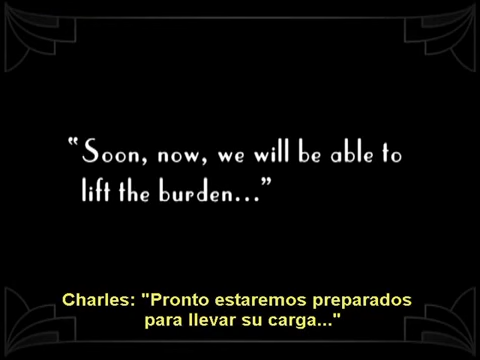 “Soon, now, we will be able to
lift the burden...”
Charles: "Pronto estaremos preparados
para llevar su carga..."